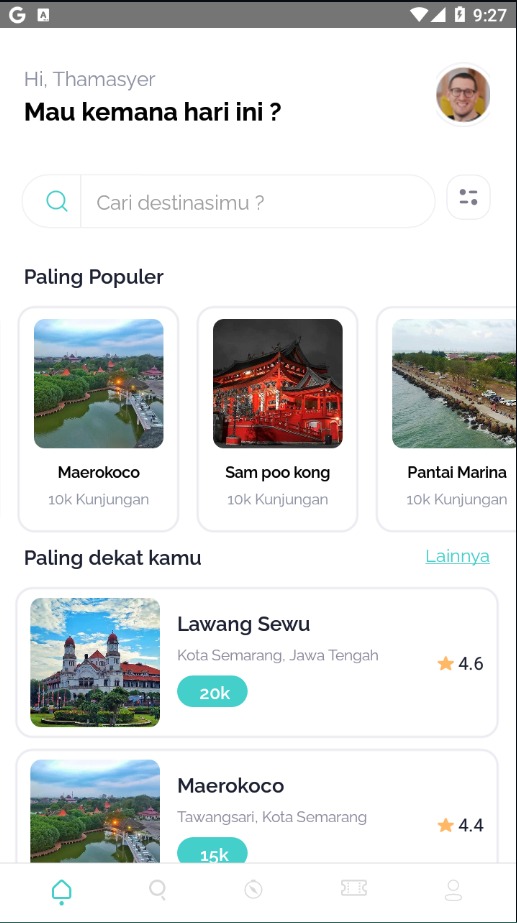 G A 9:27
Hi, Thamasyer
Mau kemana hari ini ?
Cari destinasimu ?
Paling Populer
Maerokoco
10k Kunjungan
Sam poo kong
10k Kunjungan
Pantai Marina
10k Kunjungan
Paling dekat kamu
Lainnya
Lawang Sewu
Kota Semarang, Jawa Tengah
20k
4.6
Maerokoco
Tawangsari, Kota Semarang
15k
4.4